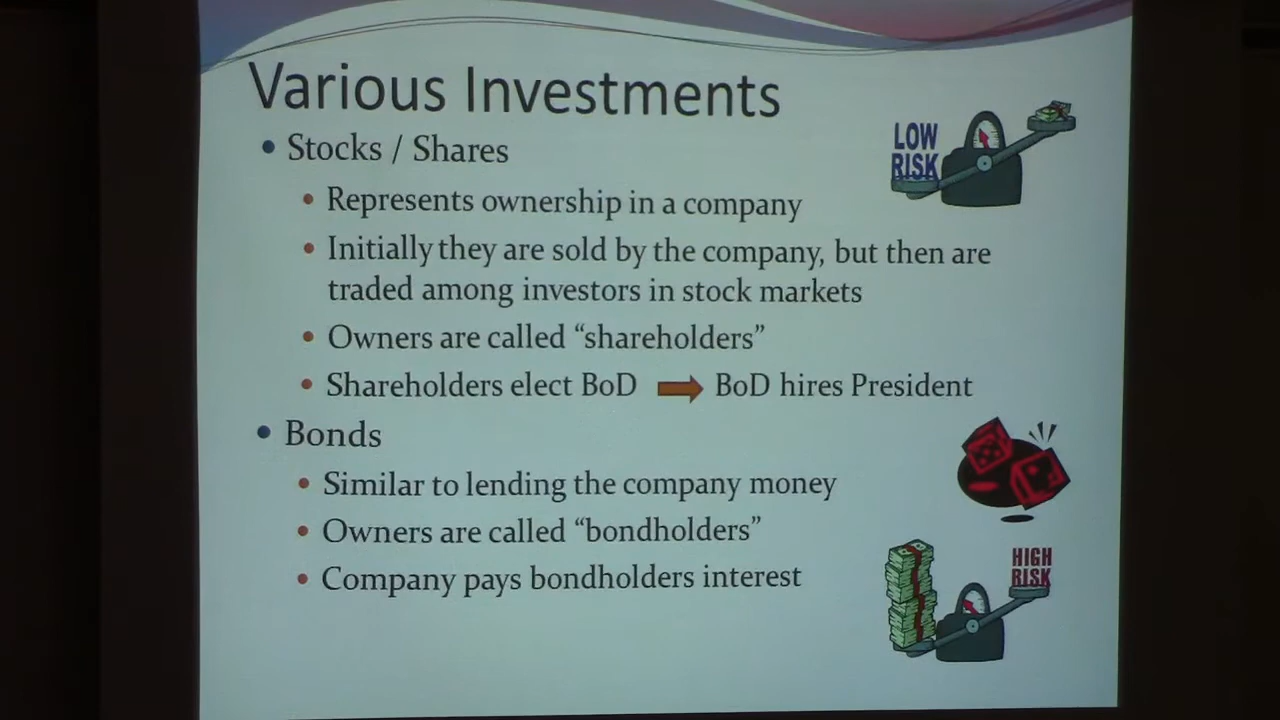 Various Investments
LOW
RISK
• Stocks / Shares
• Represents ownership in a company
• Initially they are sold by the company, but then are
traded among investors in stock markets
• Owners are called “shareholders”
• Shareholders elect BoD BoD hires President
• Bonds
• Similar to lending the company money
• Owners are called “bondholders”
• Company pays bondholders interest
HIGH
RISK